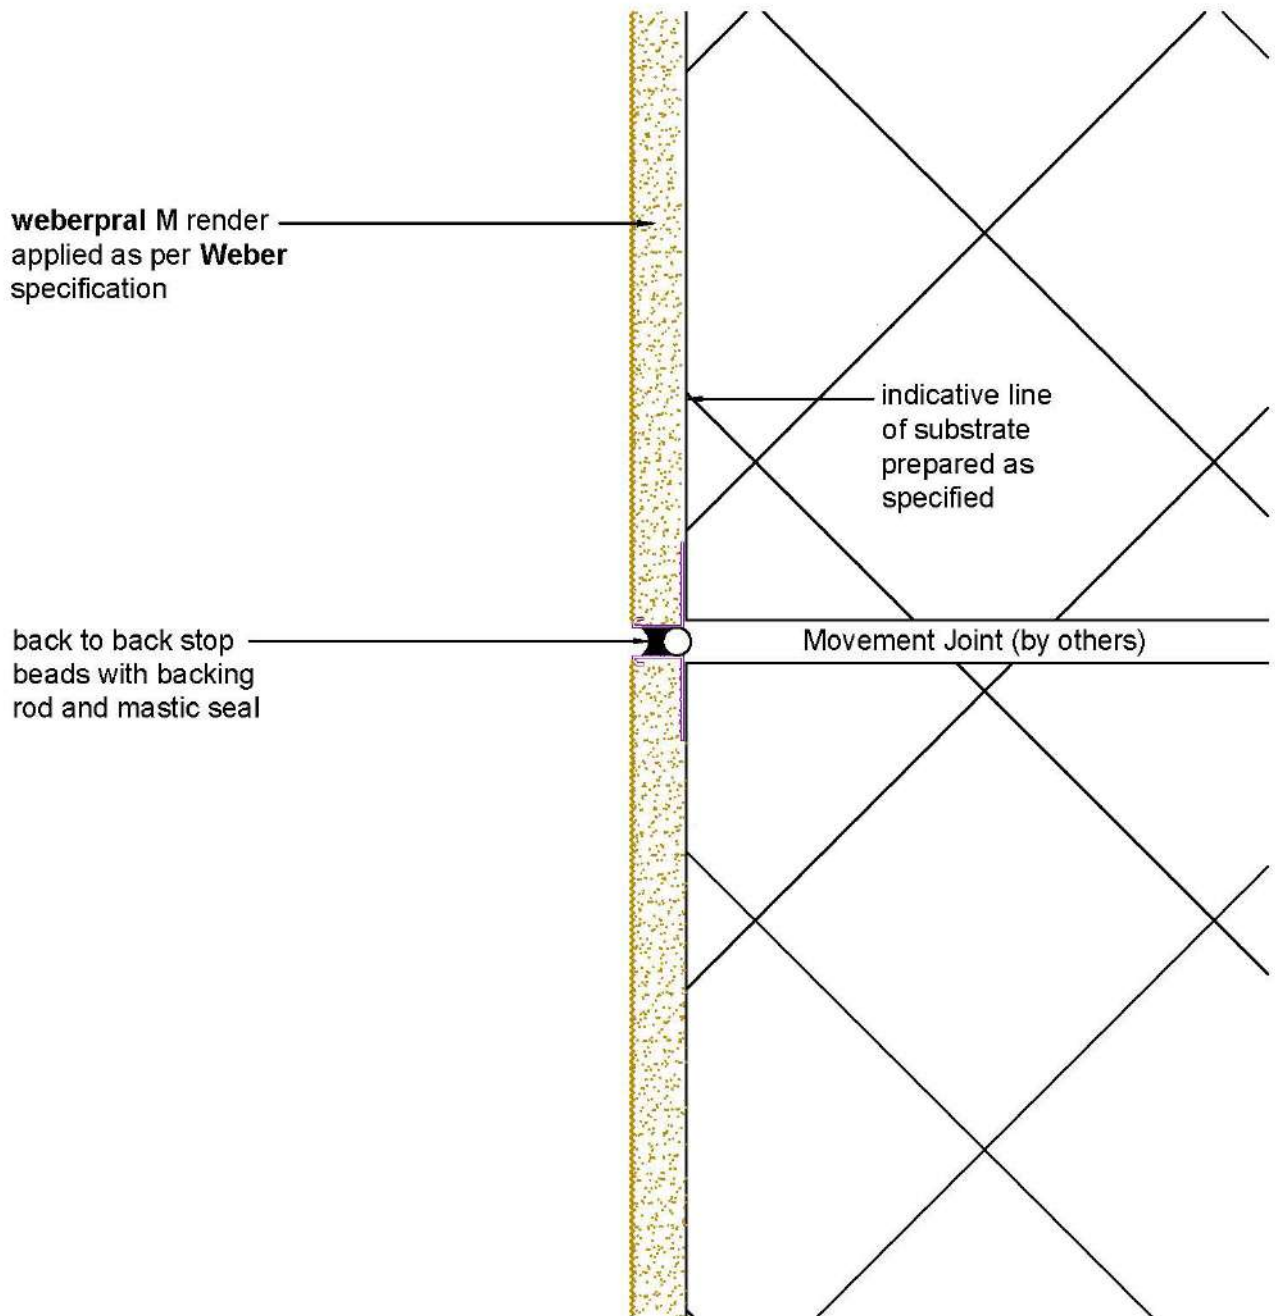 weberpral M render
applied as per Weber
specification
indicative line
of substrate
prepared as
specified
back to back stop
beads with backing
rod and mastic seal
Movement Joint (by others)